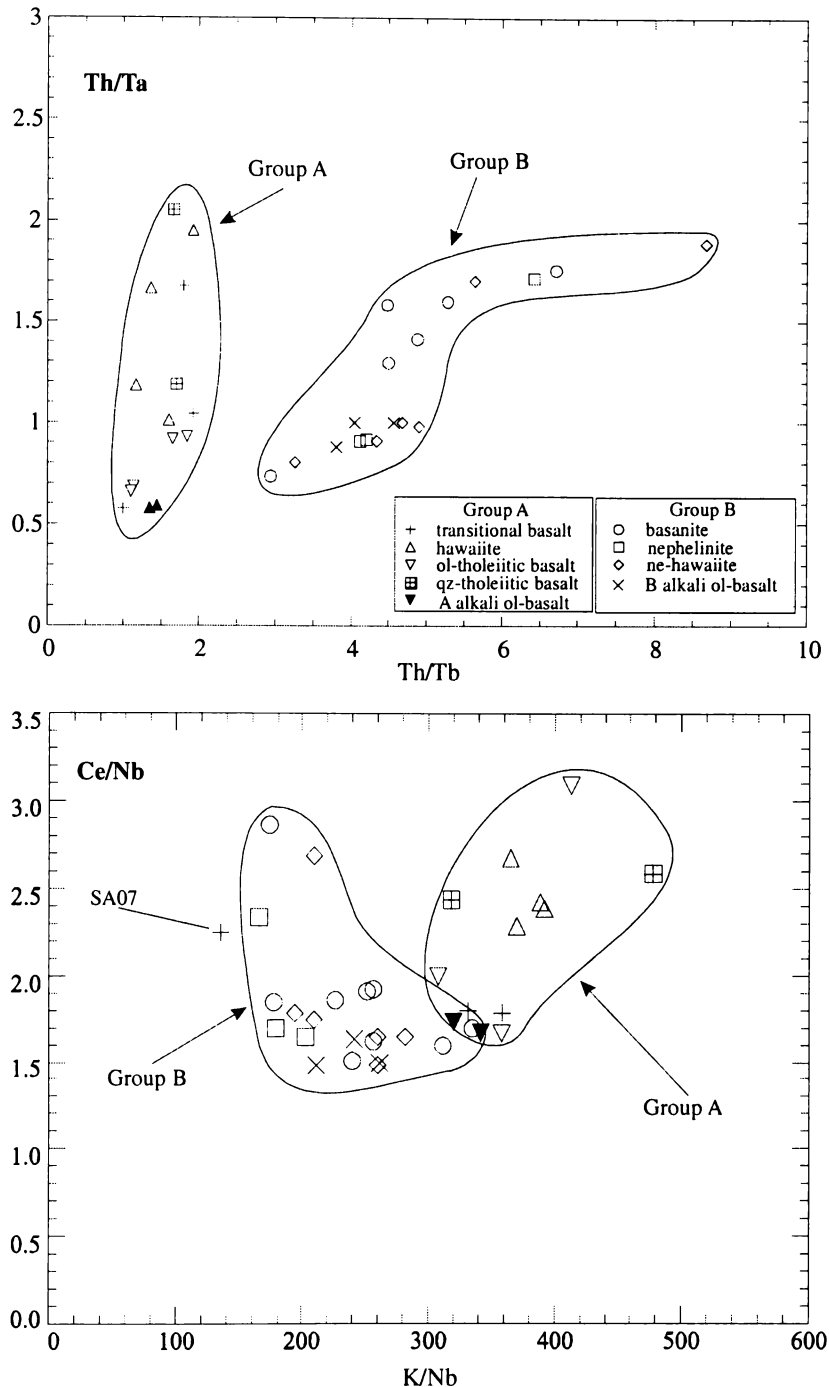 3
Th/Ta
2.5
Group A
Group B
2
1.5
1
0.5
0
Group A
+ transitional basalt
△ hawaiite
▽ ol-tholeiitic basalt
⊞ qz-tholeiitic basalt
▼ A alkali ol-basalt
Group B
○ basanite
□ nephelinite
◇ ne-hawaiite
× B alkali ol-basalt
0 2 4 6 8 10
Th/Tb
3.5
Ce/Nb
3.0
2.5
SA07
2.0
1.5
Group B
Group A
1.0
0.5
0.0
0 100 200 300 400 500 600
K/Nb